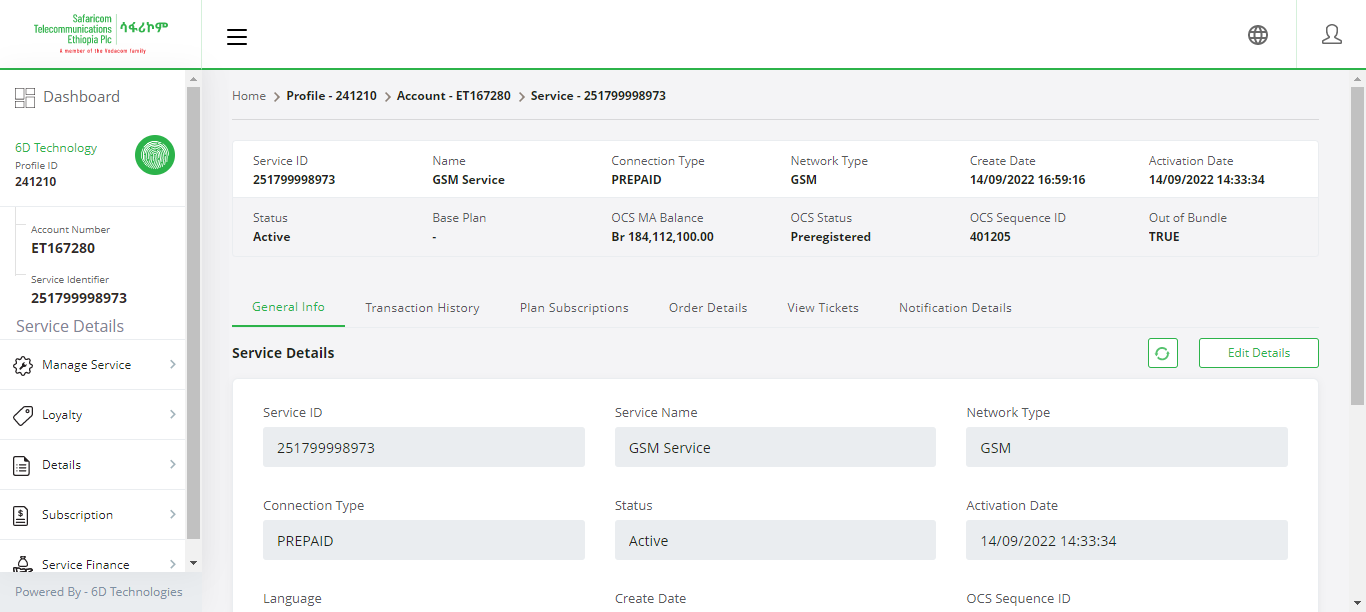 Safaricom
Telecommunications
Ethiopia Plc
ሳፋሪኮም
A member of the Vodacom family
Dashboard
6D Technology
Profile ID
241210
Account Number
ET167280
Service Identifier
251799998973
Service Details
Manage Service
Loyalty
Details
Subscription
Service Finance
Powered By - 6D Technologies
Home > Profile - 241210 > Account - ET167280 > Service - 251799998973
Service ID Name Connection Type Network Type Create Date Activation Date
251799998973 GSM Service PREPAID GSM 14/09/2022 16:59:16 14/09/2022 14:33:34
Status Base Plan OCS MA Balance OCS Status OCS Sequence ID Out of Bundle
Active - Br 184,112,100.00 Preregistered 401205 TRUE
General Info Transaction History Plan Subscriptions Order Details View Tickets Notification Details
Service Details Edit Details
Service ID Service Name Network Type
251799998973 GSM Service GSM
Connection Type Status Activation Date
PREPAID Active 14/09/2022 14:33:34
Language Create Date OCS Sequence ID